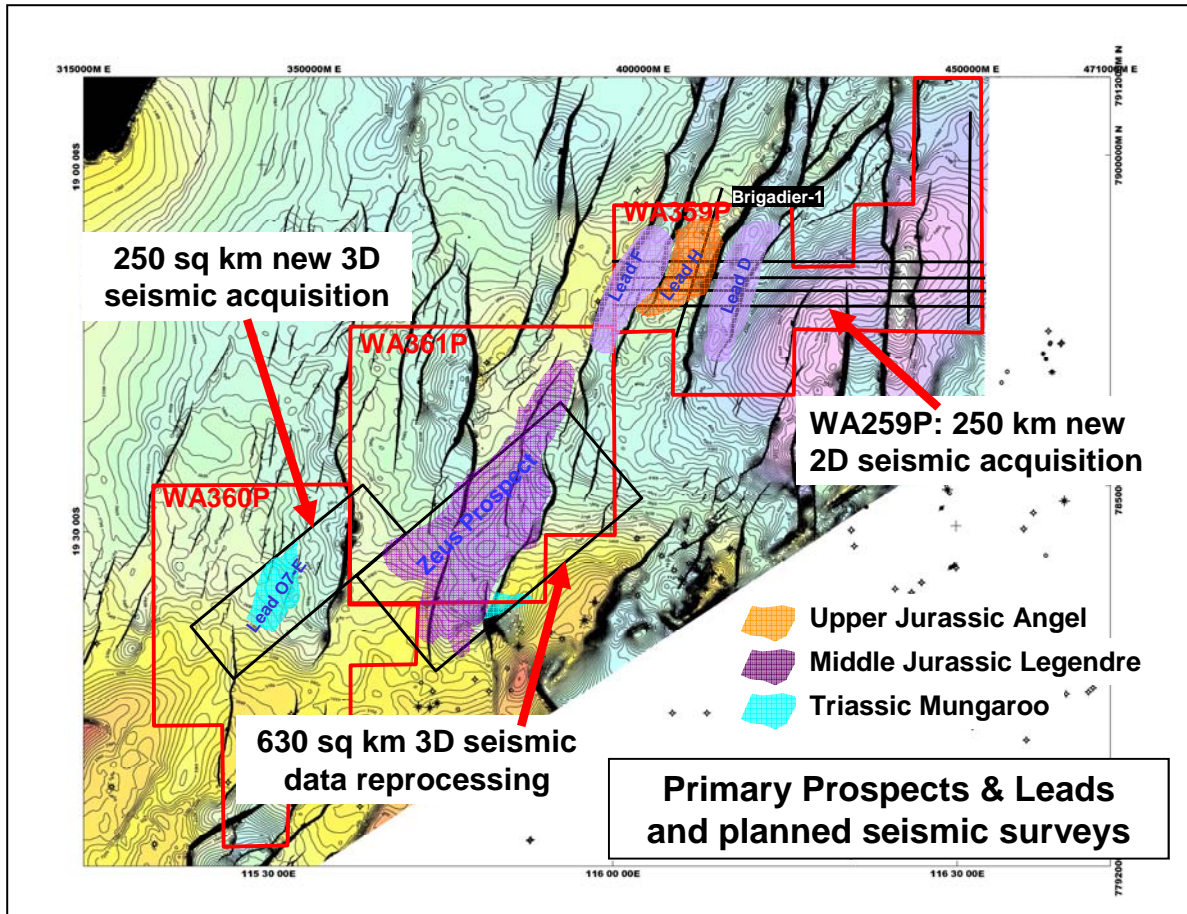 315000M E
350000M E
400000M E
450000M E
471000M E
7912000M N
19 00 00S
7900000M N
Brigadier-1
WA359P
250 sq km new 3D
seismic acquisition
Lead F
Lead H
Lead D
WA361P
WA259P: 250 km new
2D seismic acquisition
Zeus Prospect
WA360P
19 30 00S
7850
Lead O7-E
Upper Jurassic Angel
Middle Jurassic Legendre
Triassic Mungaroo
630 sq km 3D seismic
data reprocessing
Primary Prospects & Leads
and planned seismic surveys
115 30 00E
116 00 00E
116 30 00E
779200